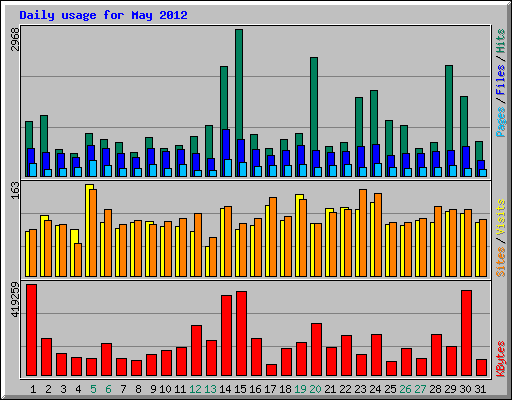 Daily usage for May 2012
2968
Pages / Files / Hits
163
Sites / Visits
419259
KBytes
1 2 3 4 5 6 7 8 9 10 11 12 13 14 15 16 17 18 19 20 21 22 23 24 25 26 27 28 29 30 31